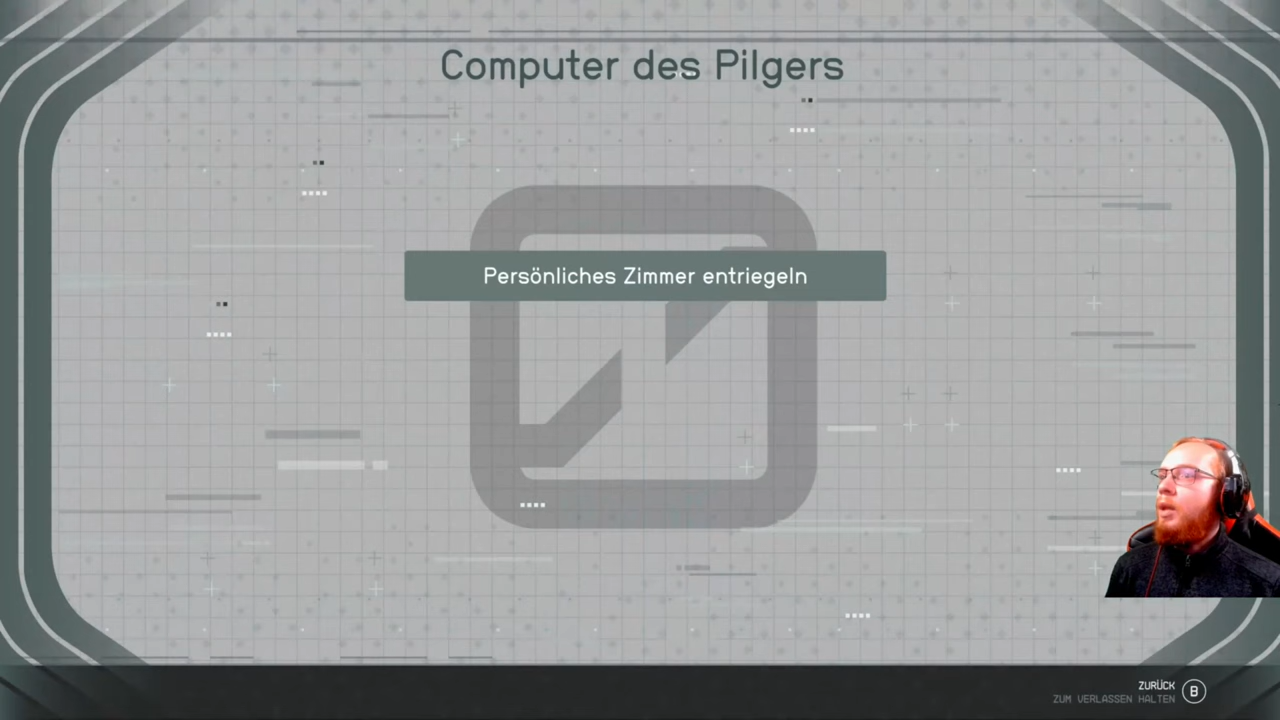 Computer des Pilgers
Persönliches Zimmer entriegeln
ZURÜCK
ZUM VERLASSEN HALTEN
B